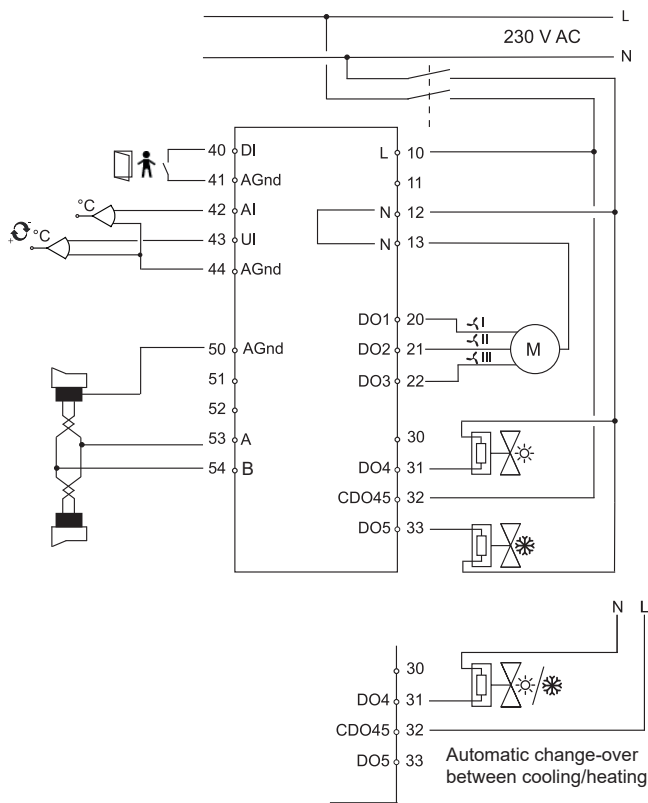 L
230 V AC
N
40 DI
41 AGnd
°C
42 AI
°C
43 UI
44 AGnd
50 AGnd
51
52
53 A
54 B
L 10
11
N 12
N 13
DO1 20
I
DO2 21
II
DO3 22
III
M
30
DO4 31
CDO45 32
DO5 33
N L
30
DO4 31
CDO45 32
DO5 33
Automatic change-over
between cooling/heating